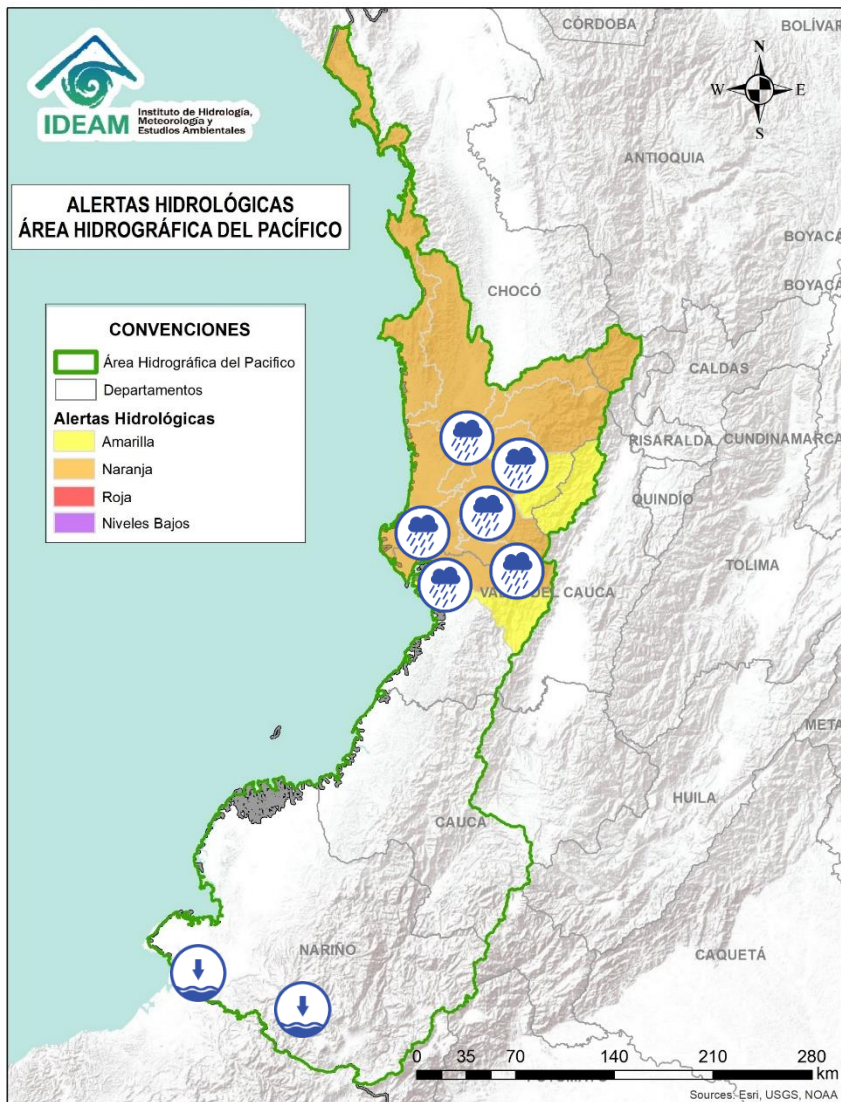 CÓRDOBA
BOLÍVAR
N
W
E
S
IDEAM
Instituto de Hidrología,
Meteorología y
Estudios Ambientales
ANTIOQUIA
ALERTAS HIDROLÓGICAS
ÁREA HIDROGRÁFICA DEL PACÍFICO
BOYACÁ
BOYACÁ
CHOCÓ
CONVENCIONES
Área Hidrográfica del Pacifico
Departamentos
Alertas Hidrológicas
Amarilla
Naranja
Roja
Niveles Bajos
CALDAS
RISARALDA
CUNDINAMARCA
QUINDÍO
TOLIMA
DEL CAUCA
META
HUILA
CAUCA
NARIÑO
CAQUETÁ
0 35 70 140 210 280
km
Sources: Esri, USGS, NOAA